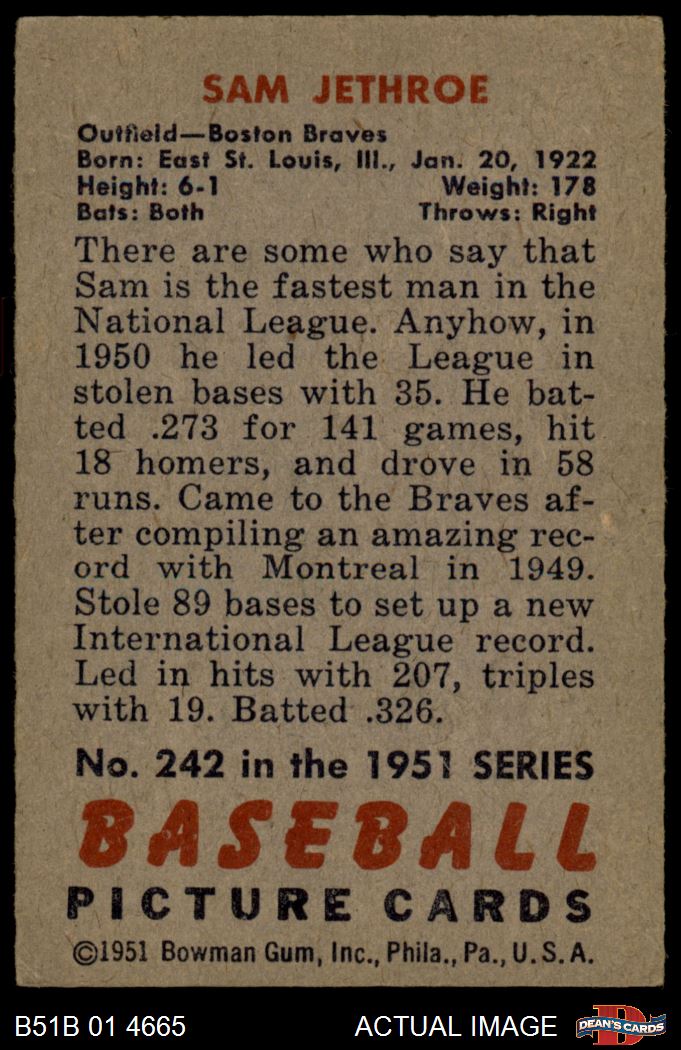 SAM JETHROE
Outfield—Boston Braves
Born: East St. Louis, Ill., Jan. 20, 1922
Height: 6-1 Weight: 178
Bats: Both Throws: Right
There are some who say that
Sam is the fastest man in the
National League. Anyhow, in
1950 he led the League in
stolen bases with 35. He bat-
ted .273 for 141 games, hit
18 homers, and drove in 58
runs. Came to the Braves af-
ter compiling an amazing rec-
ord with Montreal in 1949.
Stole 89 bases to set up a new
International League record.
Led in hits with 207, triples
with 19. Batted .326.
No. 242 in the 1951 SERIES
BASEBALL
PICTURE CARDS
©1951 Bowman Gum, Inc., Phila., Pa., U.S.A.
B51B 01 4665 ACTUAL IMAGE DEAN'S CARDS